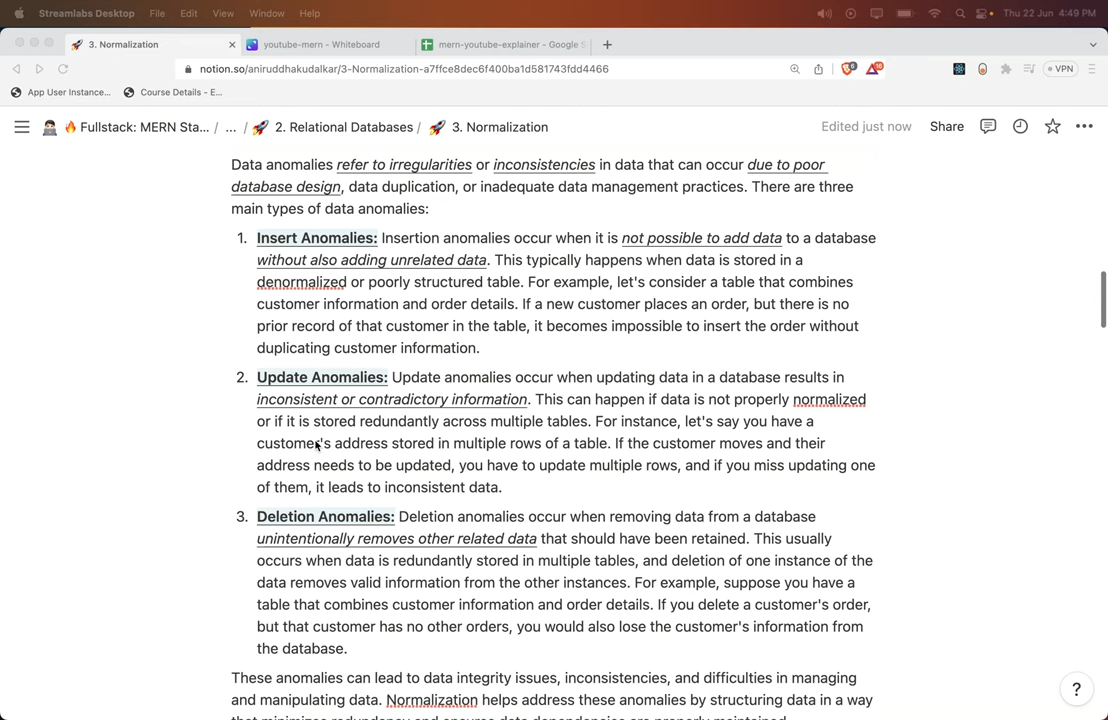 Streamlabs Desktop File Edit View Window Help Thu 22 Jun 4:49 PM
3. Normalization youtube-mern - Whiteboard mern-youtube-explainer - Google S
notion.so/aniruddhakudalkar/3-Normalization-a7ffce8dec6f400ba1d581743fdd4466 VPN
App User Instance... Course Details - E...
Fullstack: MERN Sta... / ... / 2. Relational Databases / 3. Normalization Edited just now Share
Data anomalies refer to irregularities or inconsistencies in data that can occur due to poor
database design, data duplication, or inadequate data management practices. There are three
main types of data anomalies:
1. Insert Anomalies: Insertion anomalies occur when it is not possible to add data to a database
without also adding unrelated data. This typically happens when data is stored in a
denormalized or poorly structured table. For example, let's consider a table that combines
customer information and order details. If a new customer places an order, but there is no
prior record of that customer in the table, it becomes impossible to insert the order without
duplicating customer information.
2. Update Anomalies: Update anomalies occur when updating data in a database results in
inconsistent or contradictory information. This can happen if data is not properly normalized
or if it is stored redundantly across multiple tables. For instance, let's say you have a
customer's address stored in multiple rows of a table. If the customer moves and their
address needs to be updated, you have to update multiple rows, and if you miss updating one
of them, it leads to inconsistent data.
3. Deletion Anomalies: Deletion anomalies occur when removing data from a database
unintentionally removes other related data that should have been retained. This usually
occurs when data is redundantly stored in multiple tables, and deletion of one instance of the
data removes valid information from the other instances. For example, suppose you have a
table that combines customer information and order details. If you delete a customer's order,
but that customer has no other orders, you would also lose the customer's information from
the database.
These anomalies can lead to data integrity issues, inconsistencies, and difficulties in managing
and manipulating data. Normalization helps address these anomalies by structuring data in a way
that minimizes redundancy and ensures data dependencies are properly maintained.
?